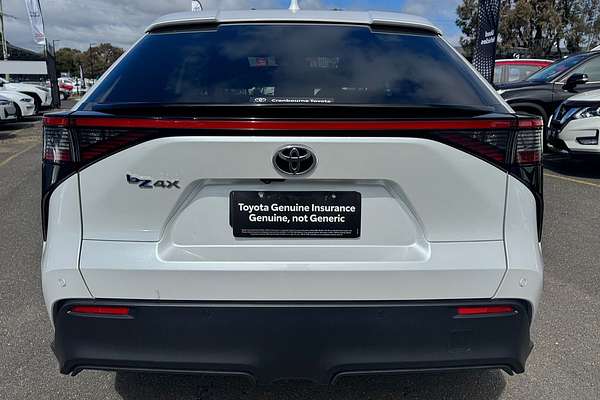 Cranbourne Toyota
bZ4X
Toyota Genuine Insurance
Genuine, not Generic